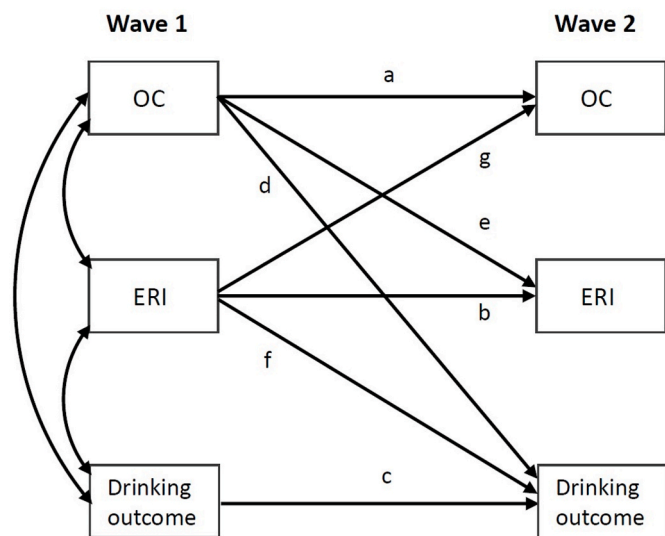 Wave 1
Wave 2
OC
a
OC
g
d
e
ERI
b
ERI
f
Drinking
outcome
c
Drinking
outcome